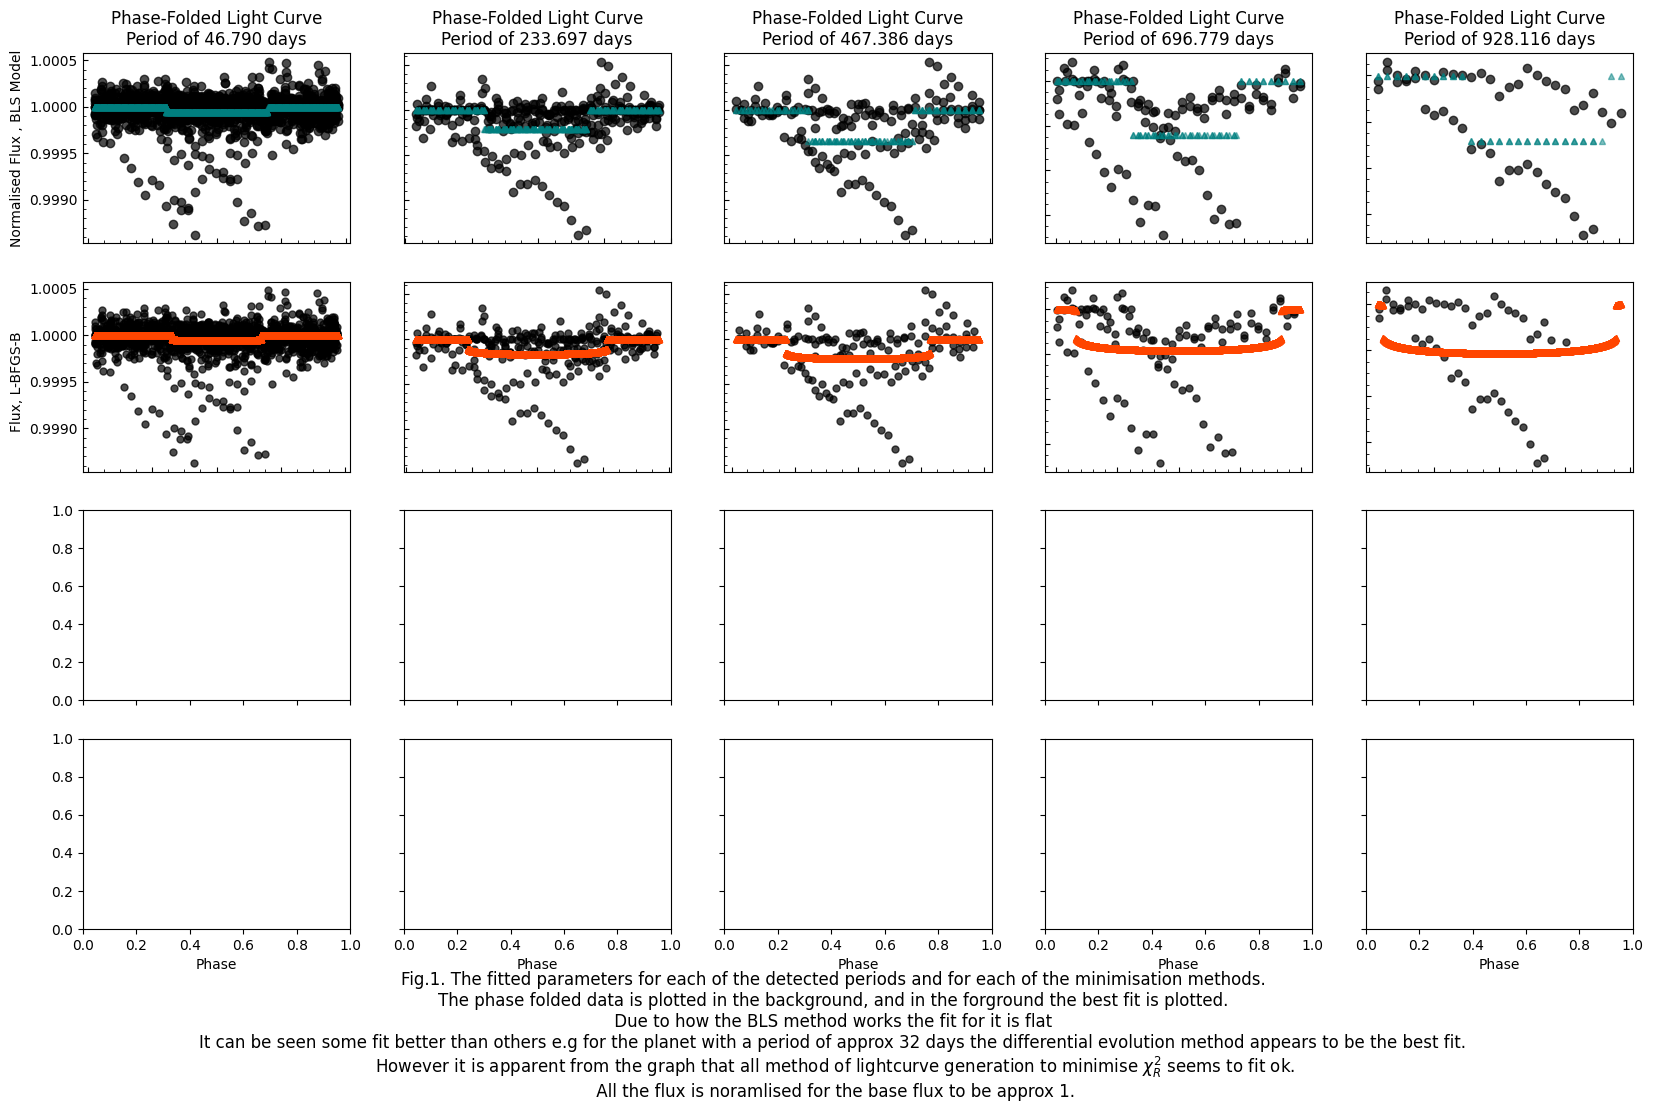 Phase-Folded Light Curve
Period of 46.790 days
Phase-Folded Light Curve
Period of 233.697 days
Phase-Folded Light Curve
Period of 467.386 days
Phase-Folded Light Curve
Period of 696.779 days
Phase-Folded Light Curve
Period of 928.116 days
Normalised Flux , BLS Model
1.0005
1.0000
0.9995
0.9990
Flux, L-BFGS-B
1.0005
1.0000
0.9995
0.9990
1.0
0.8
0.6
0.4
0.2
0.0
1.0
0.8
0.6
0.4
0.2
0.0
0.0 0.2 0.4 0.6 0.8 1.0
0.0 0.2 0.4 0.6 0.8 1.0
0.0 0.2 0.4 0.6 0.8 1.0
0.0 0.2 0.4 0.6 0.8 1.0
0.0 0.2 0.4 0.6 0.8 1.0
Phase
Phase
Phase
Phase
Phase
Fig.1. The fitted parameters for each of the detected periods and for each of the minimisation methods.
The phase folded data is plotted in the background, and in the forground the best fit is plotted.
Due to how the BLS method works the fit for it is flat
It can be seen some fit better than others e.g for the planet with a period of approx 32 days the differential evolution method appears to be the best fit.
However it is apparent from the graph that all method of lightcurve generation to minimise $\chi^2_R$ seems to fit ok.
All the flux is noramlised for the base flux to be approx 1.